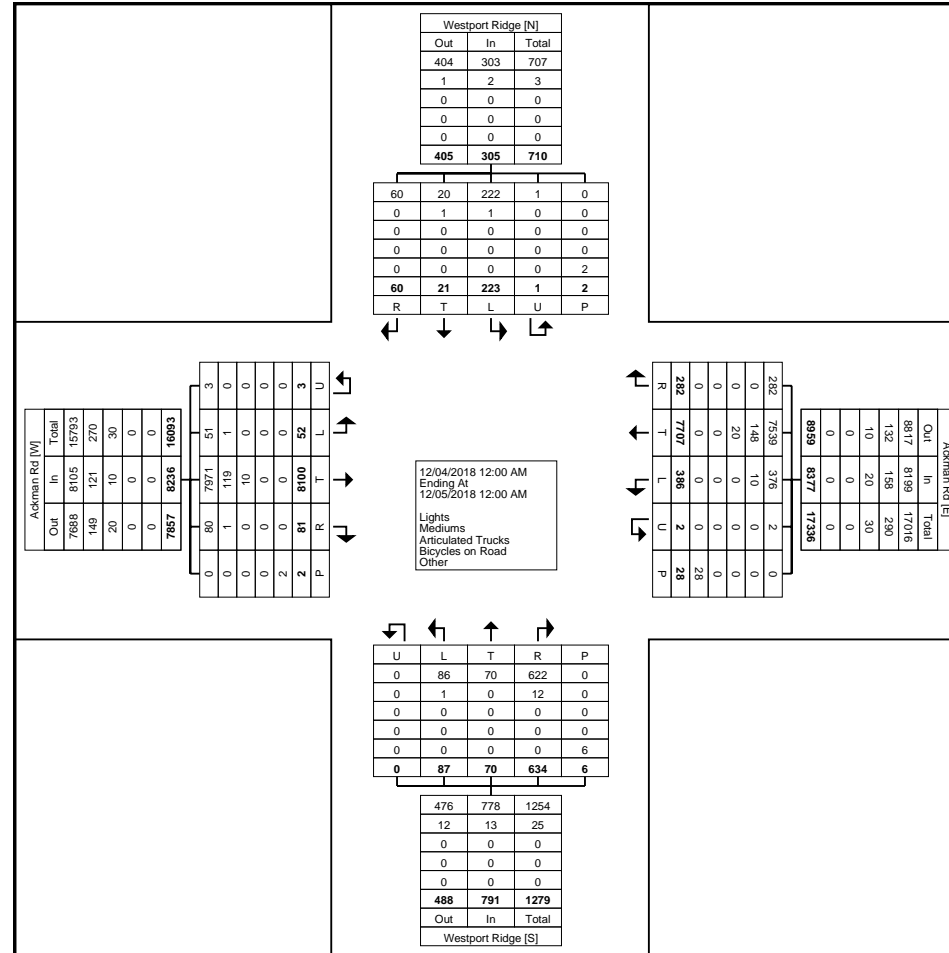 Westport Ridge [N]
Out In Total
404 303 707
1 2 3
0 0 0
0 0 0
0 0 0
405 305 710
60 20 222 1 0
0 1 1 0 0
0 0 0 0 0
0 0 0 0 0
0 0 0 0 2
60 21 223 1 2
R T L U P
Ackman Rd [W]
Total In Out
15793 8105 7688
270 121 149
30 10 20
0 0 0
0 0 0
16093 8236 7857
3 51 7971 80 0
0 1 119 1 0
0 0 10 0 0
0 0 0 0 0
0 0 0 0 2
3 52 8100 81 2
U L T R P
12/04/2018 12:00 AM
Ending At
12/05/2018 12:00 AM
Lights
Mediums
Articulated Trucks
Bicycles on Road
Other
Ackman Rd [E]
Out In Total
8817 8199 17016
132 158 290
10 20 30
0 0 0
0 0 0
8959 8377 17336
282 7539 376 2 0
0 148 10 0 0
0 20 0 0 0
0 0 0 0 0
0 0 0 0 28
282 7707 386 2 28
R T L U P
U L T R P
0 86 70 622 0
0 1 0 12 0
0 0 0 0 0
0 0 0 0 0
0 0 0 0 6
0 87 70 634 6
476 778 1254
12 13 25
0 0 0
0 0 0
0 0 0
488 791 1279
Out In Total
Westport Ridge [S]